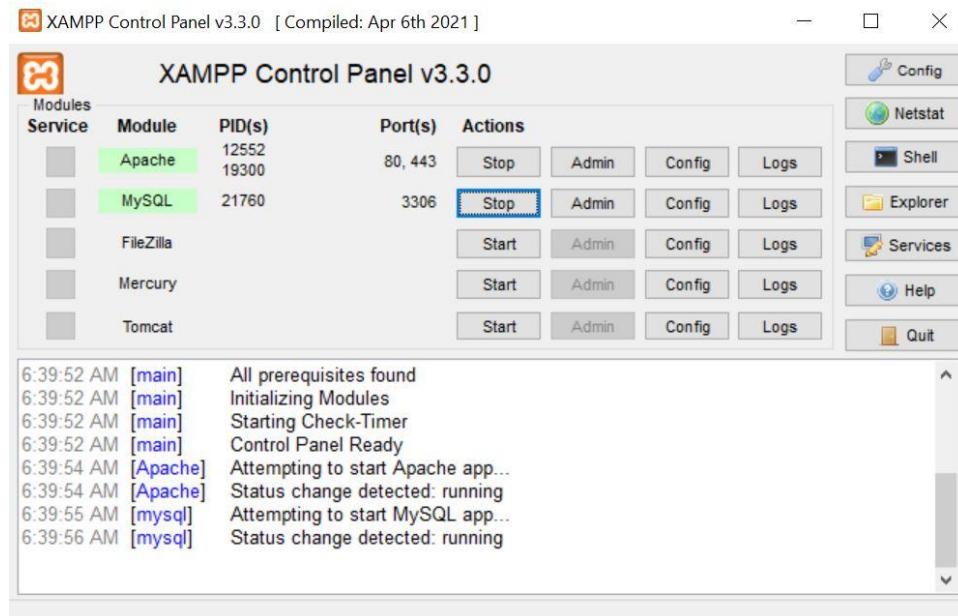 XAMPP Control Panel v3.3.0 [ Compiled: Apr 6th 2021 ]
XAMPP Control Panel v3.3.0
Config
Modules
Service Module PID(s) Port(s) Actions
Netstat
Apache 12552 19300 80, 443 Stop Admin Config Logs
Shell
MySQL 21760 3306 Stop Admin Config Logs
Explorer
FileZilla Start Admin Config Logs
Services
Mercury Start Admin Config Logs
Help
Tomcat Start Admin Config Logs
Quit
6:39:52 AM [main] All prerequisites found
6:39:52 AM [main] Initializing Modules
6:39:52 AM [main] Starting Check-Timer
6:39:52 AM [main] Control Panel Ready
6:39:54 AM [Apache] Attempting to start Apache app...
6:39:54 AM [Apache] Status change detected: running
6:39:55 AM [mysql] Attempting to start MySQL app...
6:39:56 AM [mysql] Status change detected: running